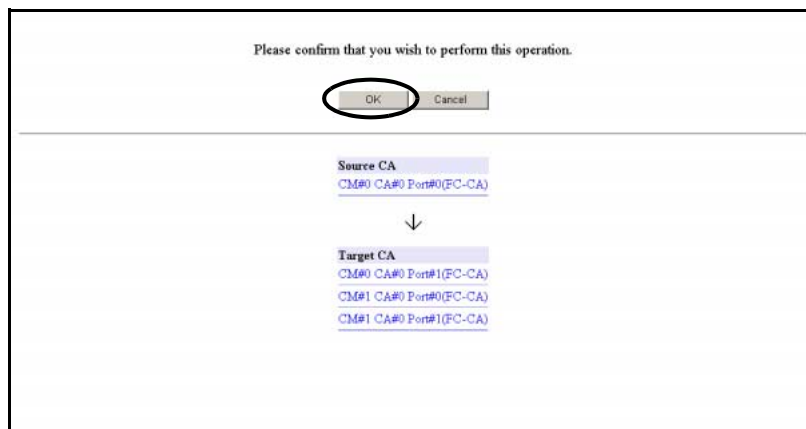 Please confirm that you wish to perform this operation.
OK Cancel
Source CA
CM#0 CA#0 Port#0(FC-CA)
Target CA
CM#0 CA#0 Port#1(FC-CA)
CM#1 CA#0 Port#0(FC-CA)
CM#1 CA#0 Port#1(FC-CA)